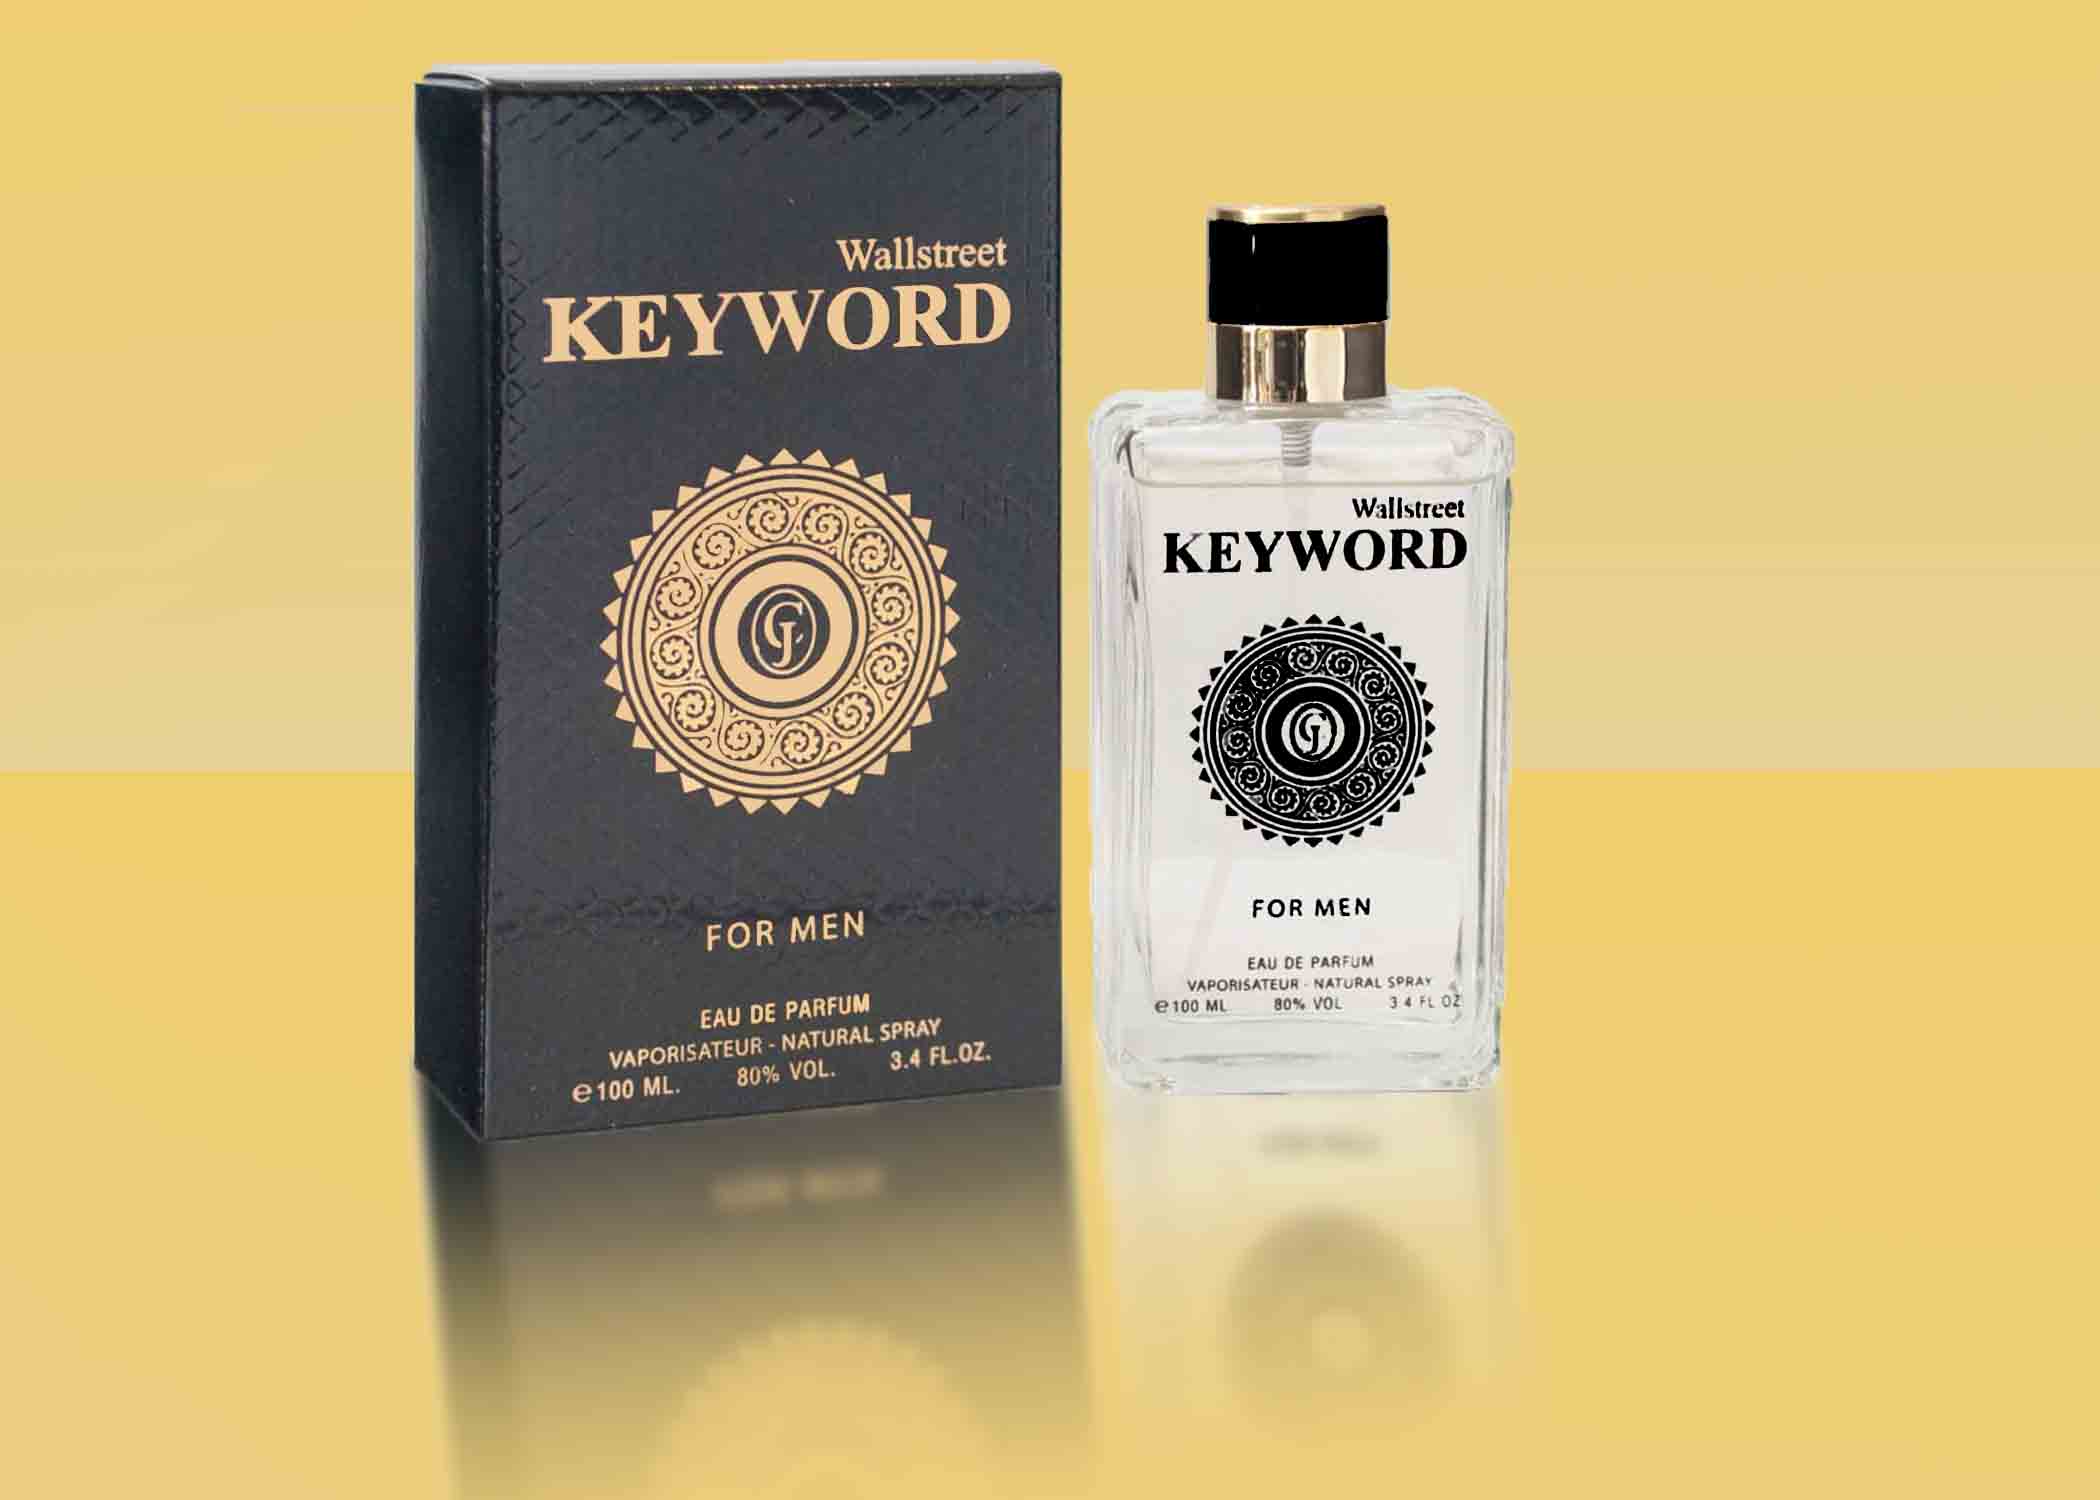 Wallstreet
KEYWORD
FOR MEN
EAU DE PARFUM
VAPORISATEUR - NATURAL SPRAY
℮100 ML. 80% VOL. 3.4 FL.OZ.
Wallstreet
KEYWORD
FOR MEN
EAU DE PARFUM
VAPORISATEUR - NATURAL SPRAY
℮100 ML 80% VOL 3 4 FL OZ